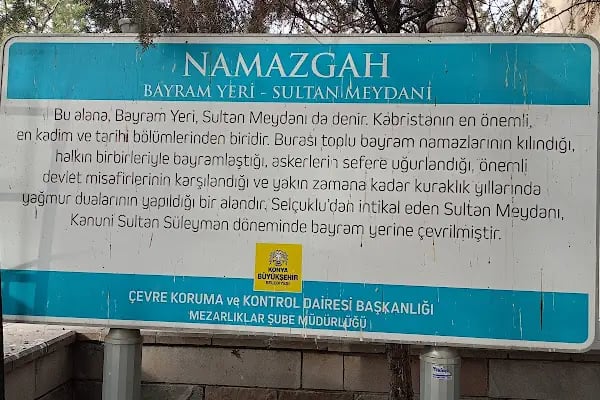 NAMAZGAH
BAYRAM YERİ - SULTAN MEYDANI
Bu alana, Bayram Yeri, Sultan Meydanı da denir. Kabristanın en önemli,
en kadim ve tarihi bölümlerinden biridir. Burası toplu bayram namazlarının kılındığı,
halkın birbirleriyle bayramlaştığı, askerlerin sefere uğurlandığı, önemli
devlet misafirlerinin karşılandığı ve yakın zamana kadar kuraklık yıllarında
yağmur dualarının yapıldığı bir alandır. Selçuklu'dan intikal eden Sultan Meydanı,
Kanuni Sultan Süleyman döneminde bayram yerine çevrilmiştir.
KONYA
BÜYÜKŞEHİR
BELEDİYESİ
ÇEVRE KORUMA ve KONTROL DAİRESİ BAŞKANLIĞI
MEZARLIKLAR ŞUBE MÜDÜRLÜĞÜ